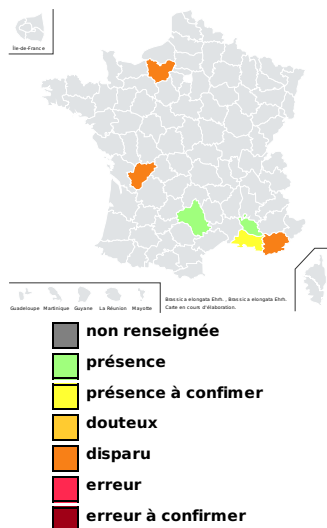 Île-de-France
Guadeloupe Martinique Guyane La Réunion Mayotte
Brassica elongata Ehrh. , Brassica elongata Ehrh.
Carte en cours d'élaboration.
non renseignée
présence
présence à confimer
douteux
disparu
erreur
erreur à confirmer